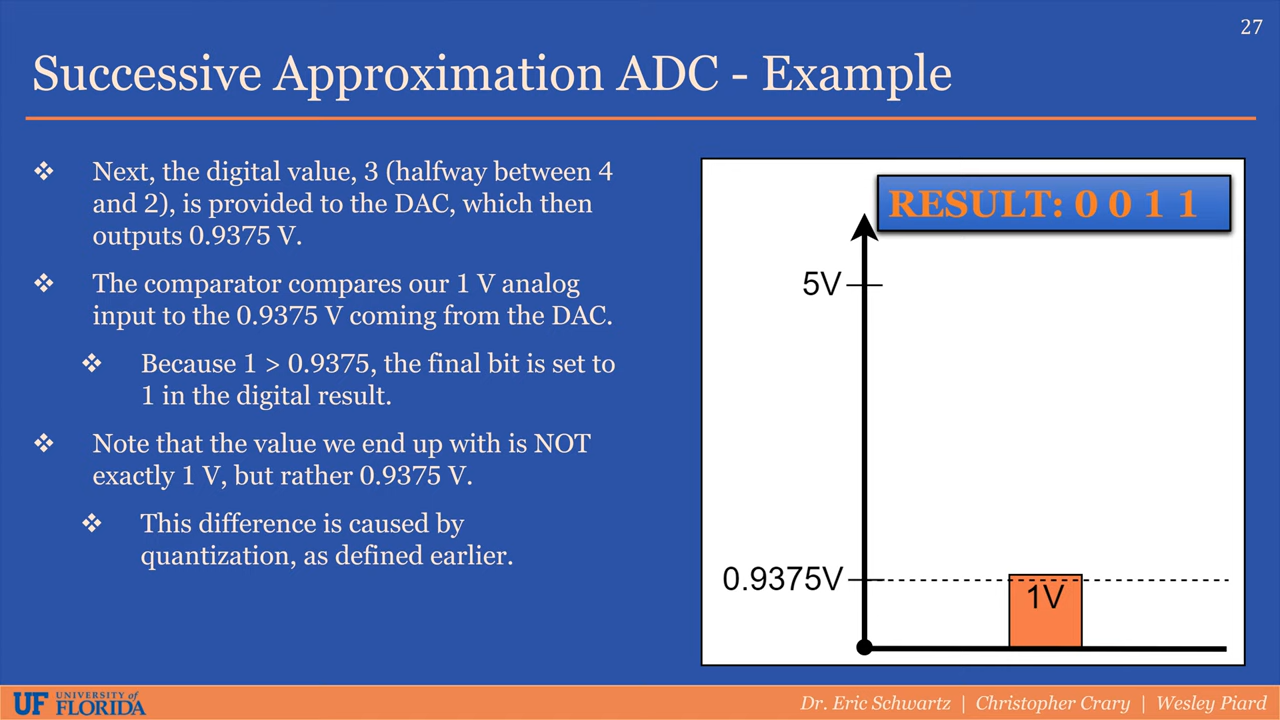 27
Successive Approximation ADC - Example
❖ Next, the digital value, 3 (halfway between 4
and 2), is provided to the DAC, which then
outputs 0.9375 V.
❖ The comparator compares our 1 V analog
input to the 0.9375 V coming from the DAC.
❖ Because 1 > 0.9375, the final bit is set to
1 in the digital result.
❖ Note that the value we end up with is NOT
exactly 1 V, but rather 0.9375 V.
❖ This difference is caused by
quantization, as defined earlier.
RESULT: 0 0 1 1
5V
0.9375V
1V
UF UNIVERSITY of
FLORIDA
Dr. Eric Schwartz | Christopher Crary | Wesley Piard